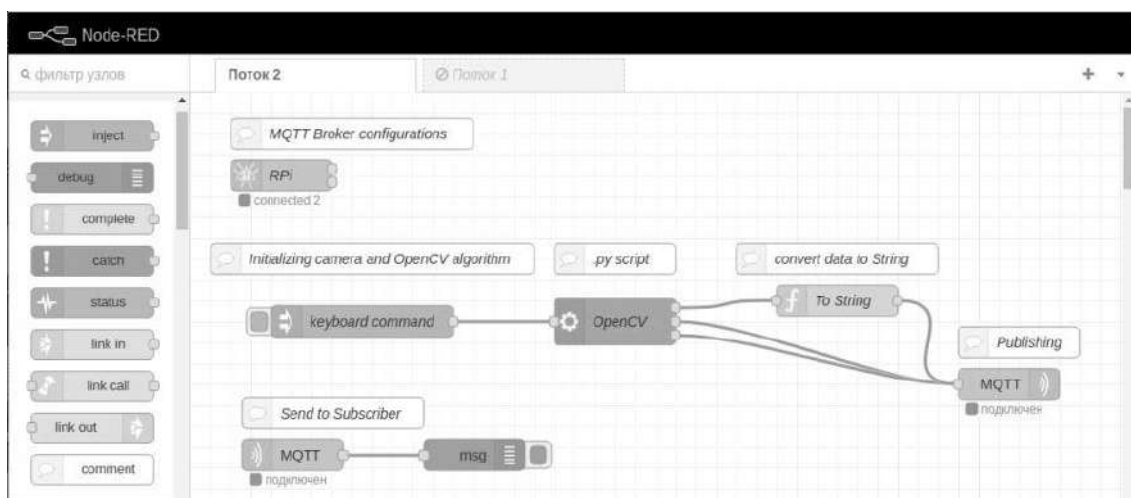 Node-RED
фильтр узлов
Поток 2
Поток 1
inject
debug
complete
catch
status
link in
link call
link out
comment
MQTT Broker configurations
RPi
connected 2
Initializing camera and OpenCV algorithm
.py script
convert data to String
keyboard command
OpenCV
To String
Publishing
MQTT
подключен
Send to Subscriber
MQTT
msg
подключен